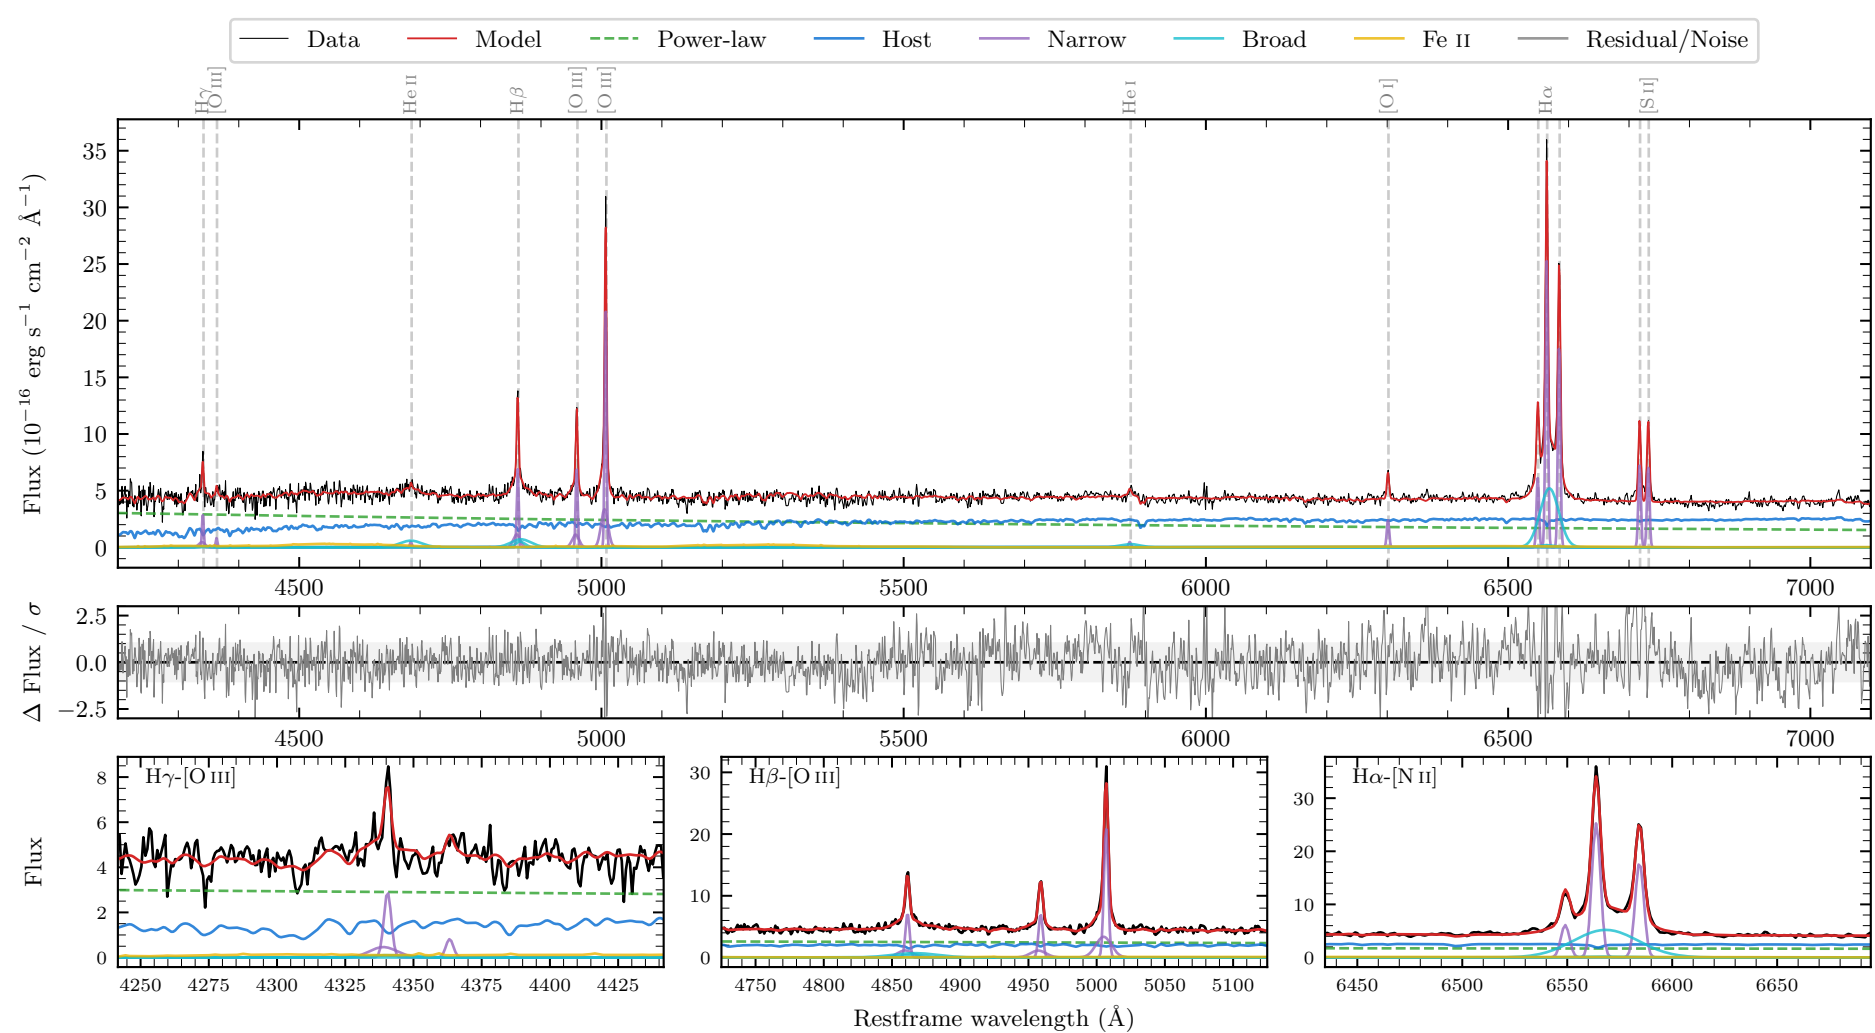 Data Model Power-law Host Narrow Broad Fe II Residual/Noise
Hγ [O III] He II Hβ [O III] [O III] He I [O I] Hα [S II]
Flux (10⁻¹⁶ erg s⁻¹ cm⁻² Å⁻¹)
35
30
25
20
15
10
5
0
4500 5000 5500 6000 6500 7000
Δ Flux / σ
2.5
0.0
−2.5
4500 5000 5500 6000 6500 7000
Flux
Hγ-[O III]
8
6
4
2
0
4250 4275 4300 4325 4350 4375 4400 4425
Hβ-[O III]
30
20
10
0
4750 4800 4850 4900 4950 5000 5050 5100
Hα-[N II]
30
20
10
0
6450 6500 6550 6600 6650
Restframe wavelength (Å)